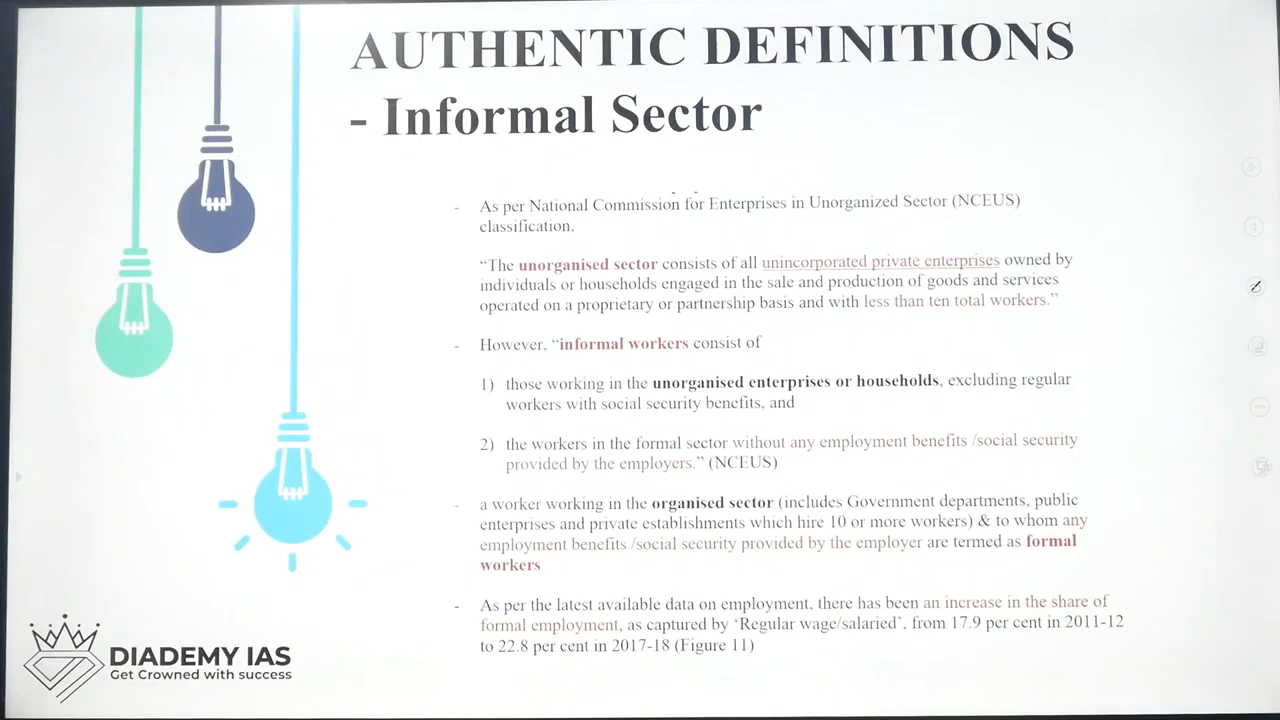 AUTHENTIC DEFINITIONS
- Informal Sector
- As per National Commission for Enterprises in Unorganized Sector (NCEUS)
classification,
“The unorganised sector consists of all unincorporated private enterprises owned by
individuals or households engaged in the sale and production of goods and services
operated on a proprietary or partnership basis and with less than ten total workers.”
- However, “informal workers consist of
1) those working in the unorganised enterprises or households, excluding regular
workers with social security benefits, and
2) the workers in the formal sector without any employment benefits /social security
provided by the employers.” (NCEUS)
- a worker working in the organised sector (includes Government departments, public
enterprises and private establishments which hire 10 or more workers) & to whom any
employment benefits /social security provided by the employer are termed as formal
workers
- As per the latest available data on employment, there has been an increase in the share of
formal employment, as captured by ‘Regular wage/salaried’, from 17.9 per cent in 2011-12
to 22.8 per cent in 2017-18 (Figure 11)
DIADEMY IAS
Get Crowned with success